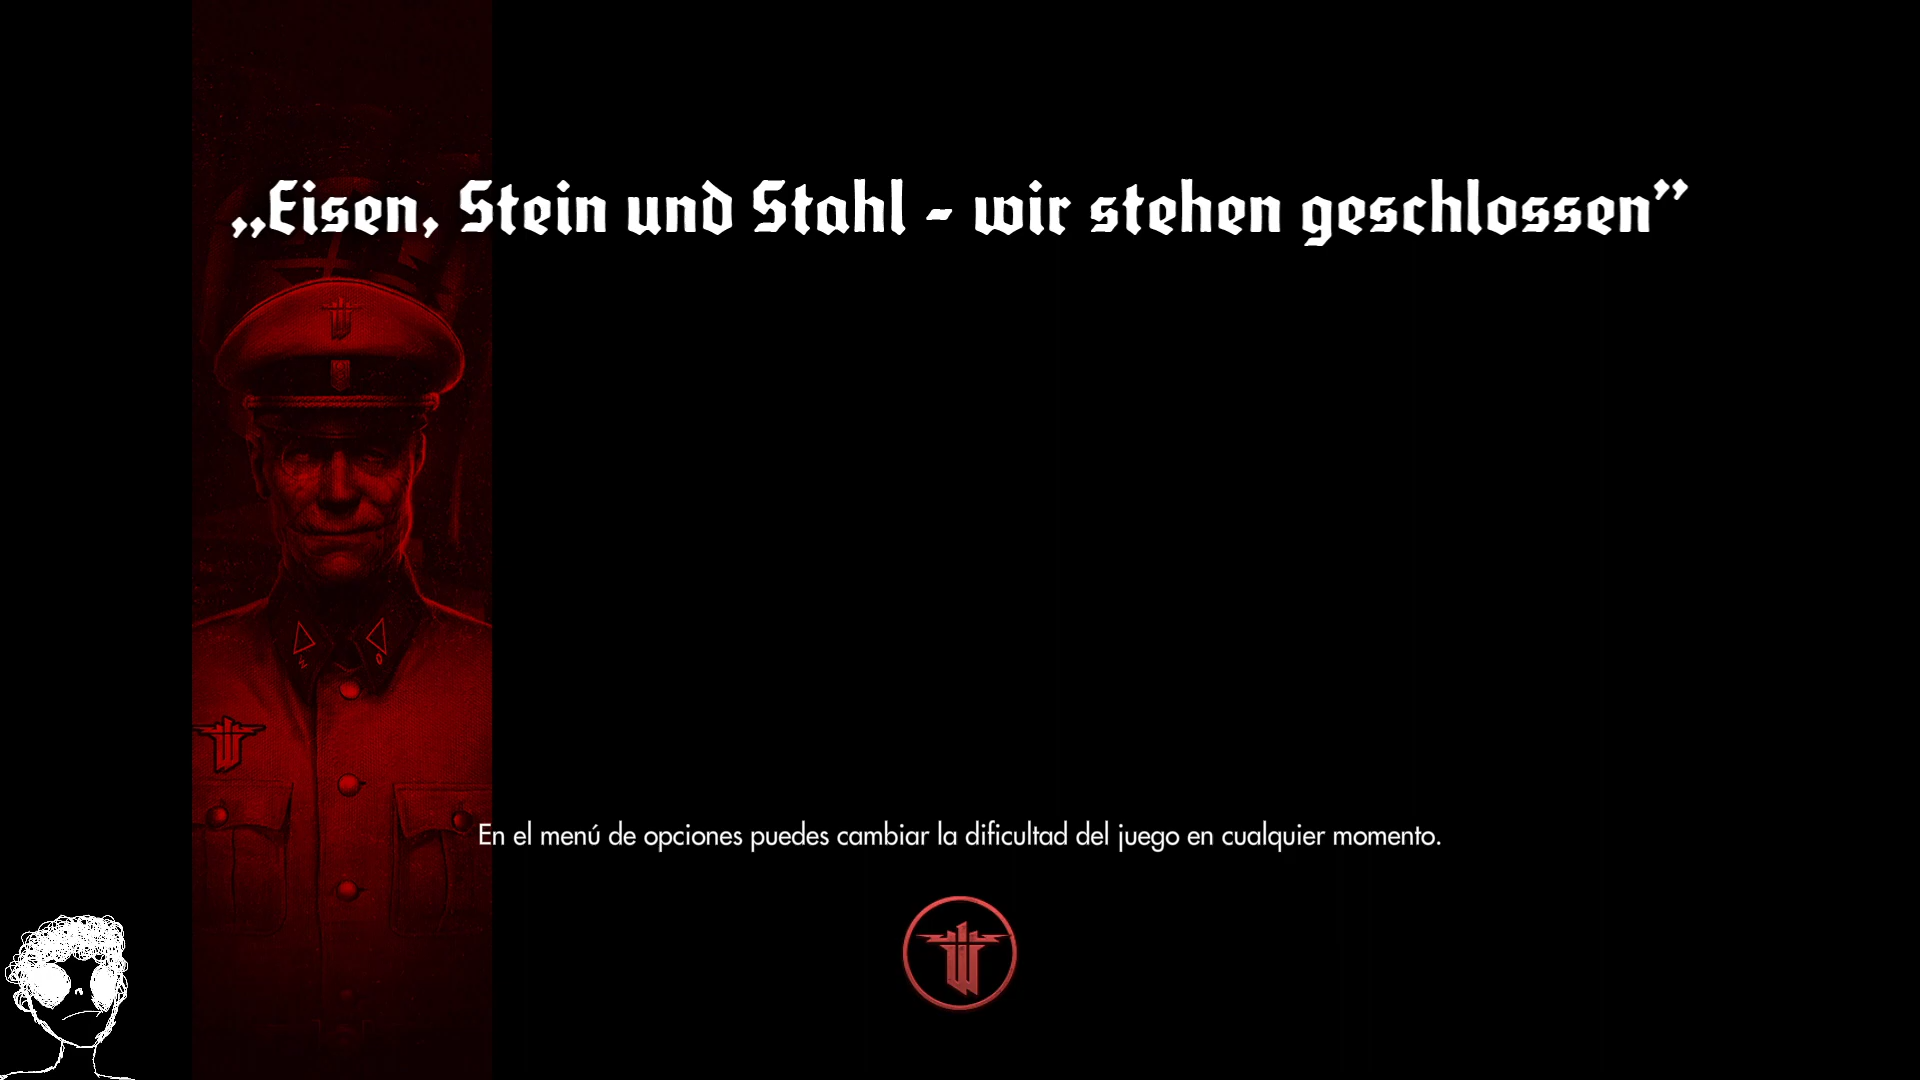 „Eisen, Stein und Stahl - wir stehen geschlossen”
En el menú de opciones puedes cambiar la dificultad del juego en cualquier momento.